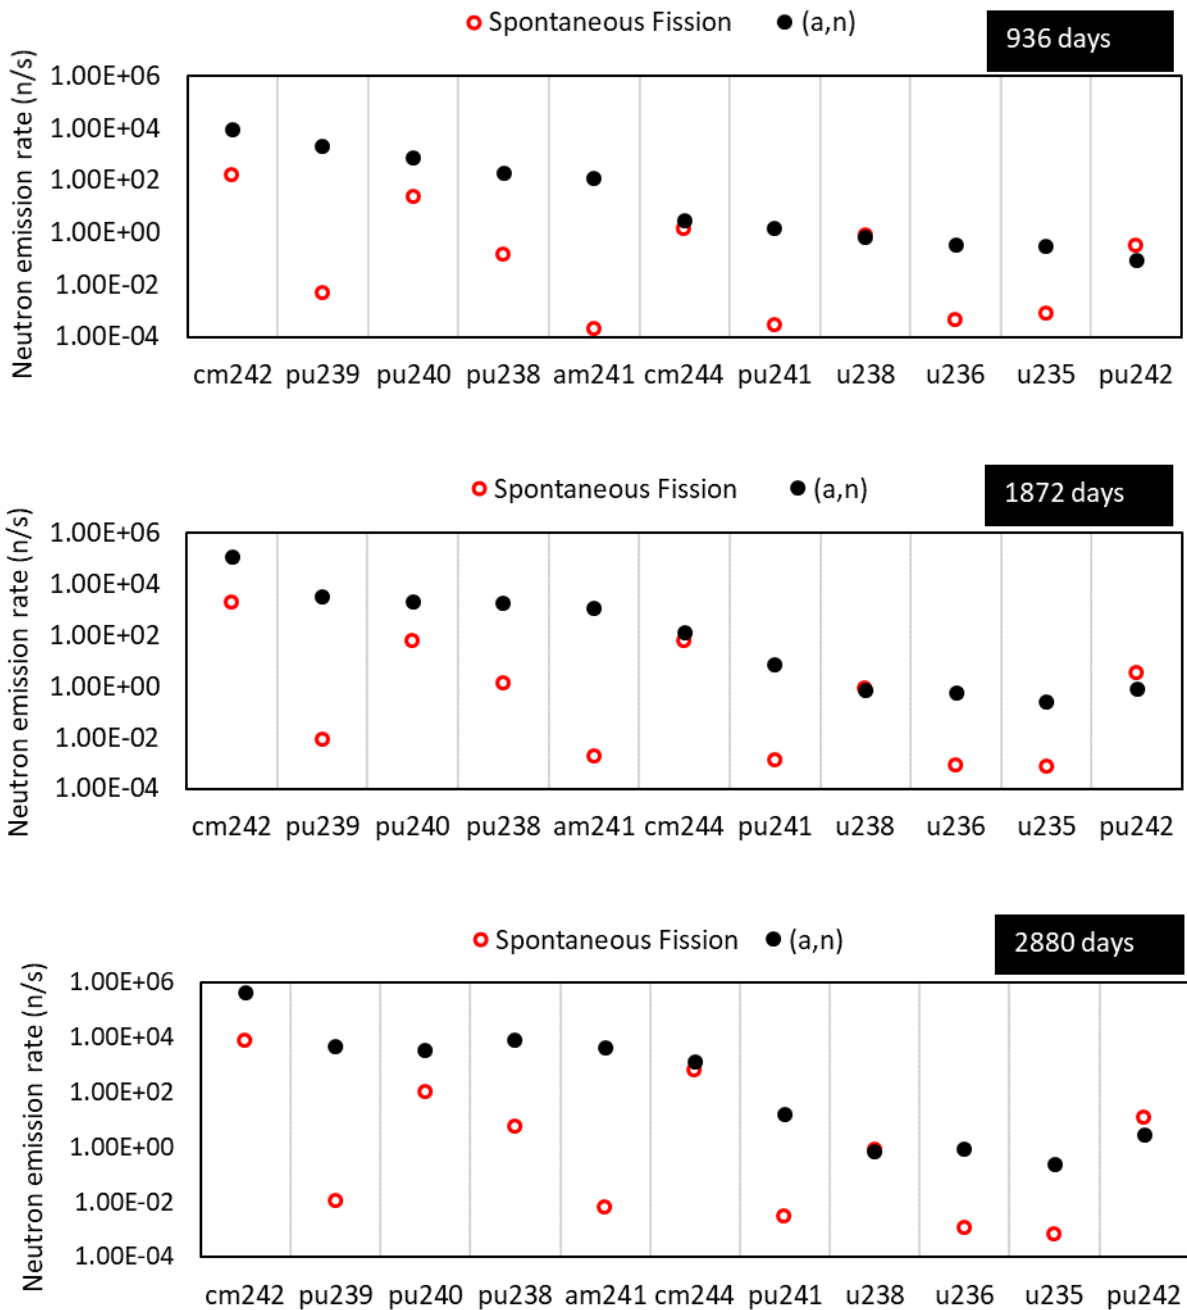 Spontaneous Fission (a,n)
936 days
Neutron emission rate (n/s)
1.00E+06
1.00E+04
1.00E+02
1.00E+00
1.00E-02
1.00E-04
cm242 pu239 pu240 pu238 am241 cm244 pu241 u238 u236 u235 pu242
Spontaneous Fission (a,n)
1872 days
Neutron emission rate (n/s)
1.00E+06
1.00E+04
1.00E+02
1.00E+00
1.00E-02
1.00E-04
cm242 pu239 pu240 pu238 am241 cm244 pu241 u238 u236 u235 pu242
Spontaneous Fission (a,n)
2880 days
Neutron emission rate (n/s)
1.00E+06
1.00E+04
1.00E+02
1.00E+00
1.00E-02
1.00E-04
cm242 pu239 pu240 pu238 am241 cm244 pu241 u238 u236 u235 pu242